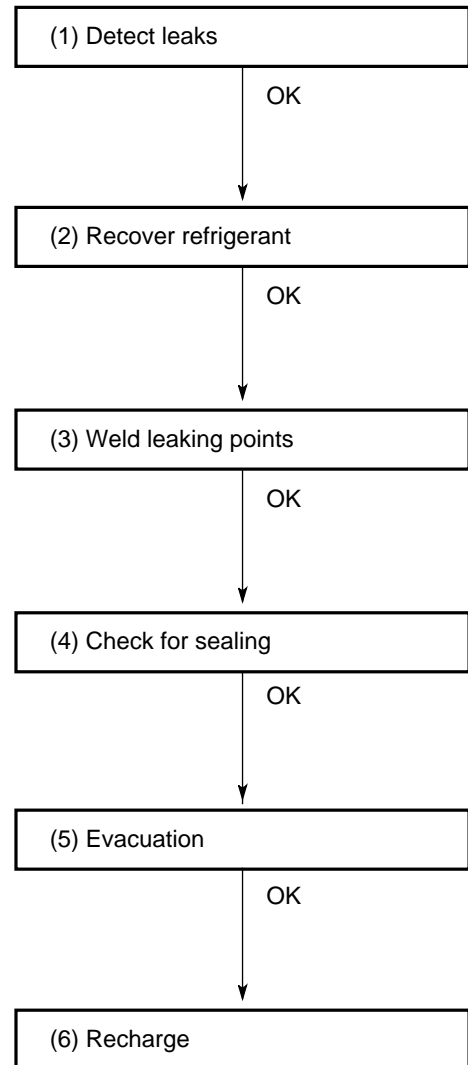 (1) Detect leaks
OK
(2) Recover refrigerant
OK
(3) Weld leaking points
OK
(4) Check for sealing
OK
(5) Evacuation
OK
(6) Recharge